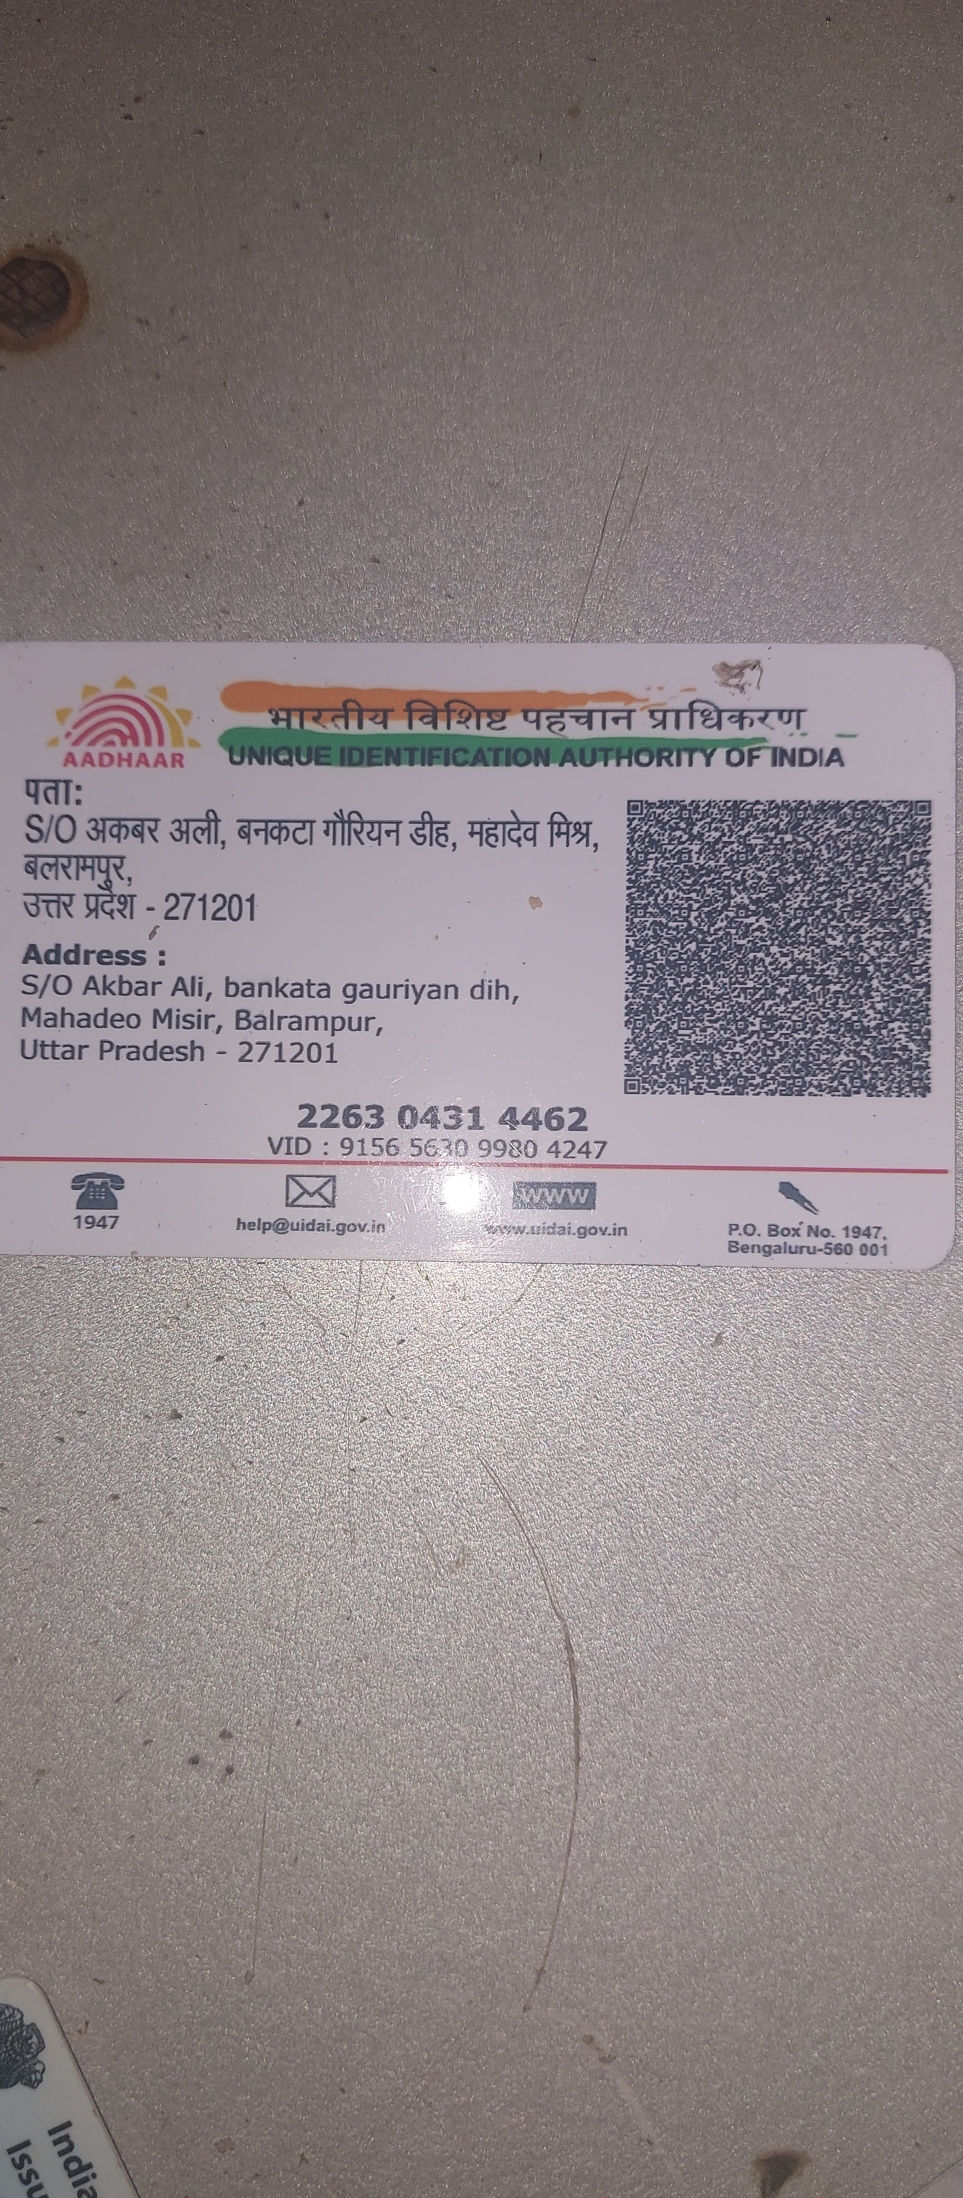 भारतीय विशिष्ट पहचान प्राधिकरण
AADHAAR
UNIQUE IDENTIFICATION AUTHORITY OF INDIA
पता:
S/O अकबर अली, बनकटा गौरियन डीह, महादेव मिश्र,
बलरामपुर,
उत्तर प्रदेश - 271201
Address :
S/O Akbar Ali, bankata gauriyan dih,
Mahadeo Misir, Balrampur,
Uttar Pradesh - 271201
2263 0431 4462
VID : 9156 5630 9980 4247
1947
help@uidai.gov.in
www
www.uidai.gov.in
P.O. Box No. 1947,
Bengaluru-560 001